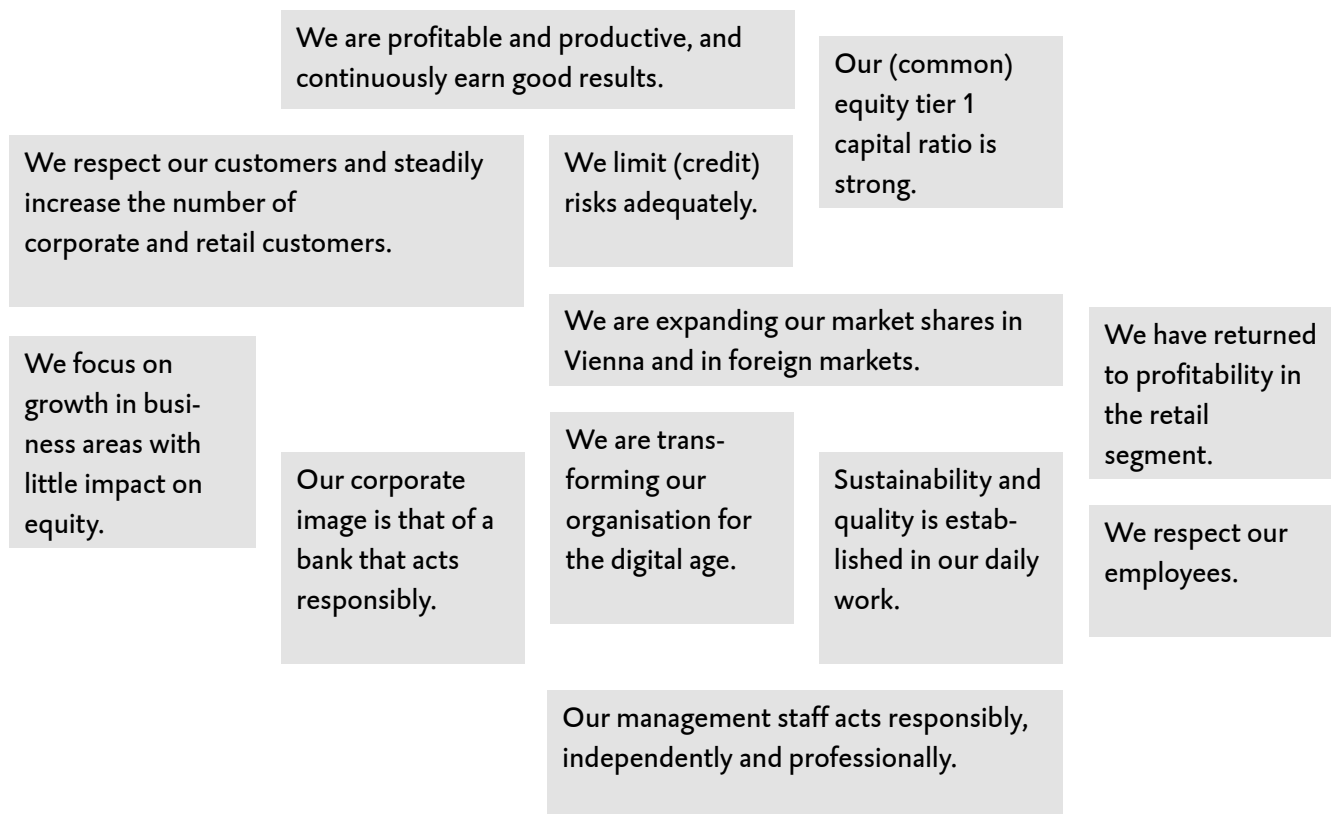 We are profitable and productive, and
continuously earn good results.
Our (common)
equity tier 1
capital ratio is
strong.
We respect our customers and steadily
increase the number of
corporate and retail customers.
We limit (credit)
risks adequately.
We are expanding our market shares in
Vienna and in foreign markets.
We have returned
to profitability in
the retail
segment.
We focus on
growth in busi-
ness areas with
little impact on
equity.
Our corporate
image is that of a
bank that acts
responsibly.
We are trans-
forming our
organisation for
the digital age.
Sustainability and
quality is estab-
lished in our daily
work.
We respect our
employees.
Our management staff acts responsibly,
independently and professionally.